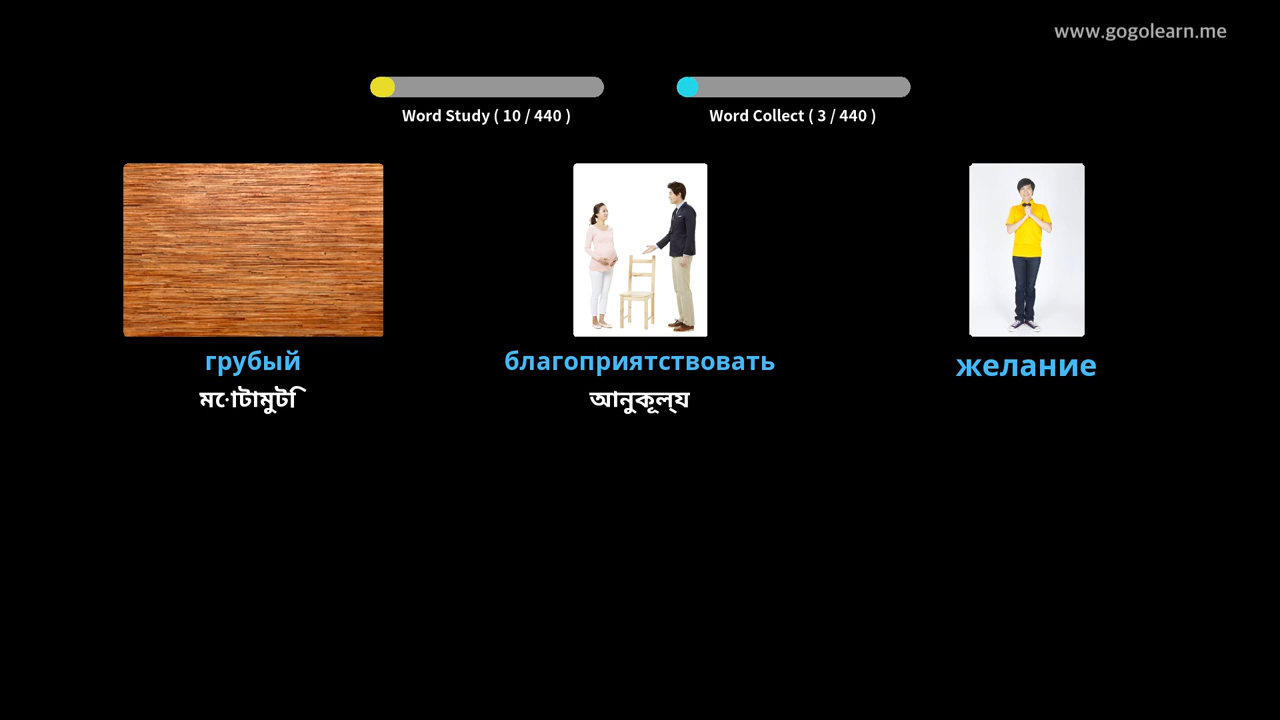 www.gogolearn.me
Word Study ( 10 / 440 )
Word Collect ( 3 / 440 )
грубый
благоприятствовать
желание
মোটামুটি
আনুকূল্য